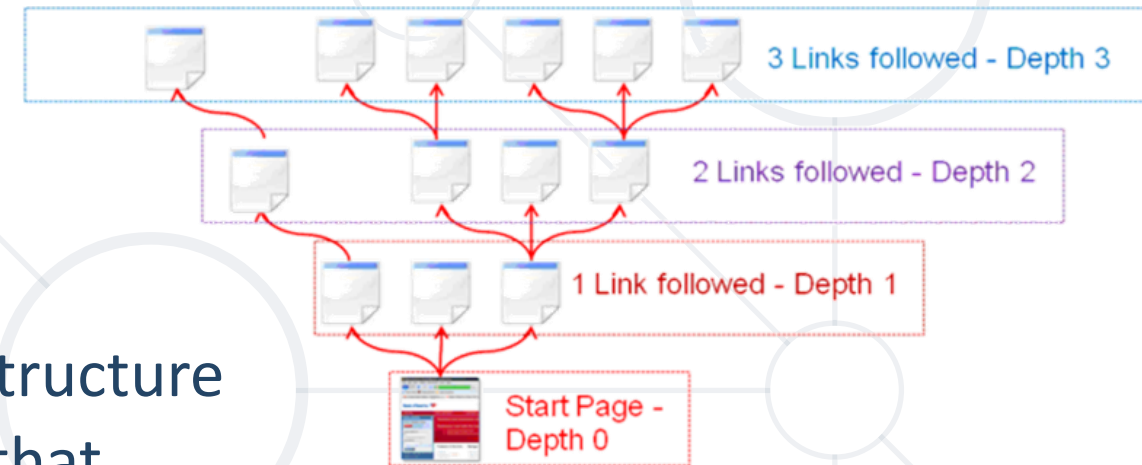 3 Links followed - Depth 3
2 Links followed - Depth 2
1 Link followed - Depth 1
Start Page -
Depth 0
tructure
that